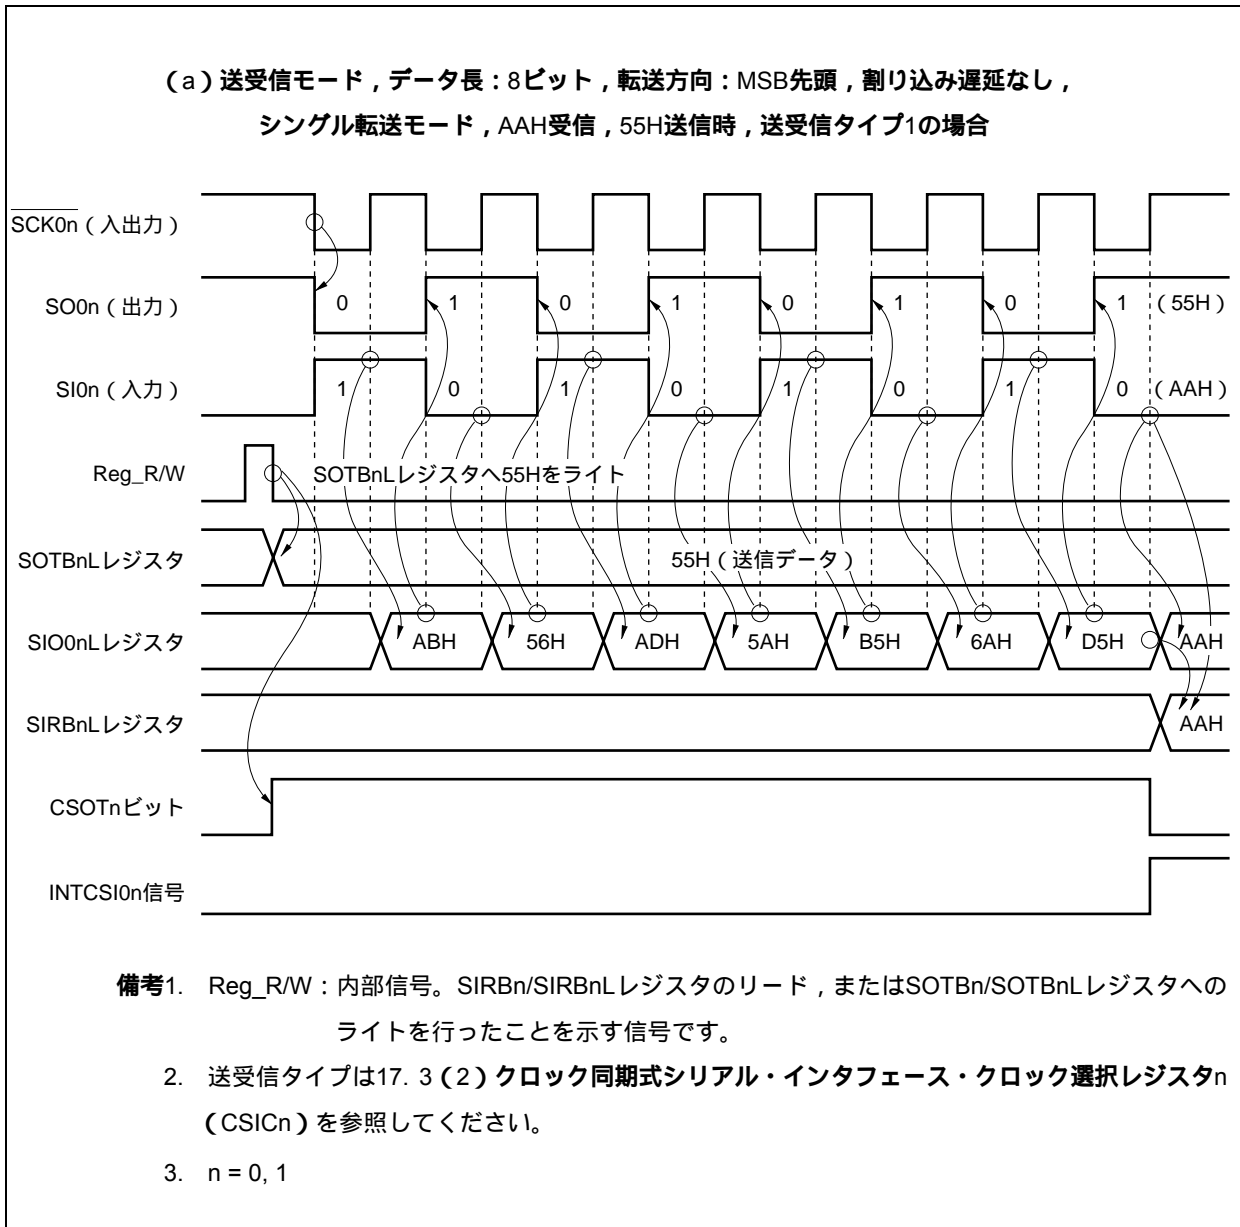 （a）送受信モード，データ長：8ビット，転送方向：MSB先頭，割り込み遅延なし，
シングル転送モード，AAH受信，55H送信時，送受信タイプ1の場合
SCK0n（入出力）
SO0n（出力） 0 1 0 1 0 1 0 1 （55H）
SI0n（入力） 1 0 1 0 1 0 1 0 （AAH）
Reg_R/W SOTBnLレジスタへ55Hをライト
SOTBnLレジスタ 55H（送信データ）
SIO0nLレジスタ ABH 56H ADH 5AH B5H 6AH D5H AAH
SIRBnLレジスタ AAH
CSOTnビット
INTCSI0n信号
備考1. Reg_R/W：内部信号。SIRBn/SIRBnLレジスタのリード，またはSOTBn/SOTBnLレジスタへの
ライトを行ったことを示す信号です。
2. 送受信タイプは17. 3（2）クロック同期式シリアル・インタフェース・クロック選択レジスタn
（CSICn）を参照してください。
3. n = 0, 1